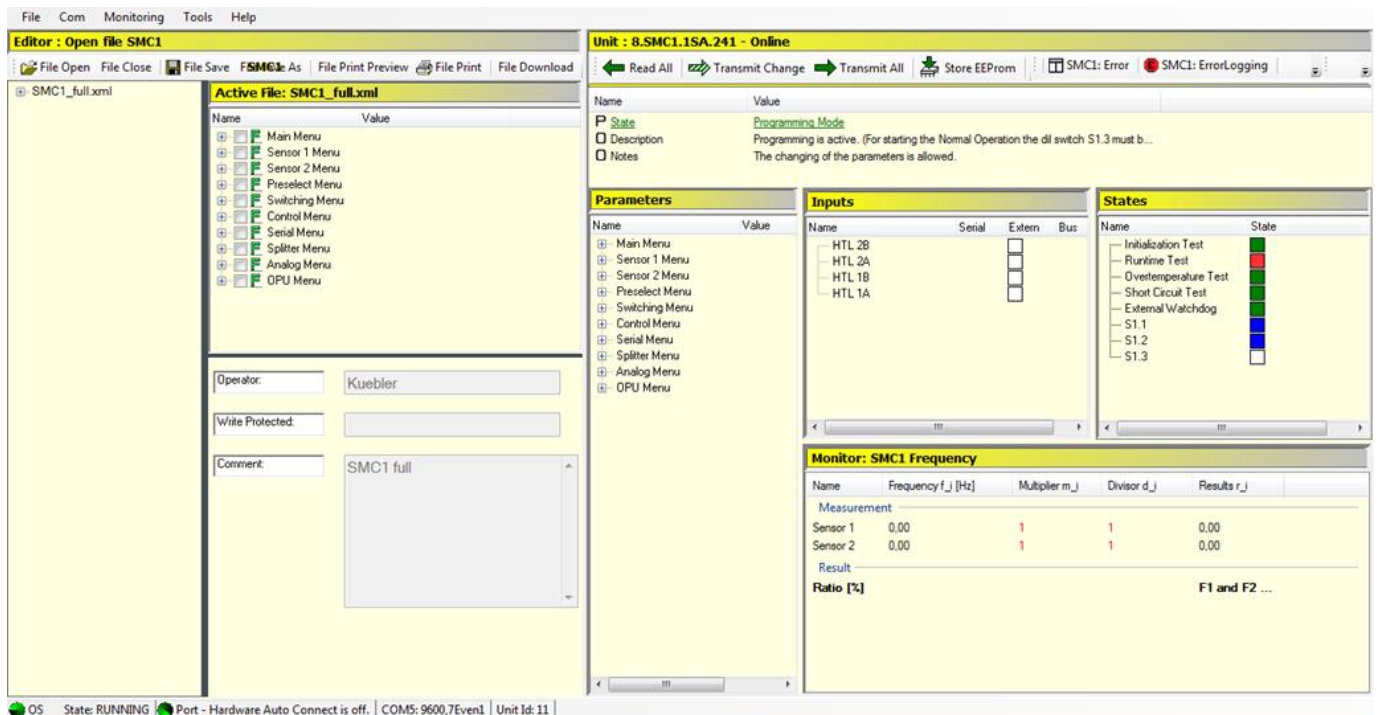 File Com Monitoring Tools Help
Editor : Open file SMC1
File Open File Close File Save File As SMC1 File Print Preview File Print File Download
SMC1_full.xml
Active File: SMC1_full.xml
Name Value
Main Menu
Sensor 1 Menu
Sensor 2 Menu
Preselect Menu
Switching Menu
Control Menu
Serial Menu
Splitter Menu
Analog Menu
OPU Menu
Operator: Kuebler
Write Protected:
Comment: SMC1 full
Unit : 8.SMC1.1SA.241 - Online
Read All Transmit Change Transmit All Store EEProm SMC1: Error SMC1: ErrorLogging
Name Value
State Programming Mode
Description Programming is active. (For starting the Normal Operation the dil switch S1.3 must b...
Notes The changing of the parameters is allowed.
Parameters
Name Value
Main Menu
Sensor 1 Menu
Sensor 2 Menu
Preselect Menu
Switching Menu
Control Menu
Serial Menu
Splitter Menu
Analog Menu
OPU Menu
Inputs
Name Serial Extern Bus
HTL 2B
HTL 2A
HTL 1B
HTL 1A
States
Name State
Initialization Test
Runtime Test
Overtemperature Test
Short Circuit Test
External Watchdog
S1.1
S1.2
S1.3
Monitor: SMC1 Frequency
Name Frequency f_i [Hz] Multiplier m_i Divisor d_i Results r_i
Measurement
Sensor 1 0,00 1 1 0,00
Sensor 2 0,00 1 1 0,00
Result
Ratio [%] F1 and F2 ...
OS State: RUNNING Port - Hardware Auto Connect is off. COM5: 9600,7Even1 Unit Id: 11